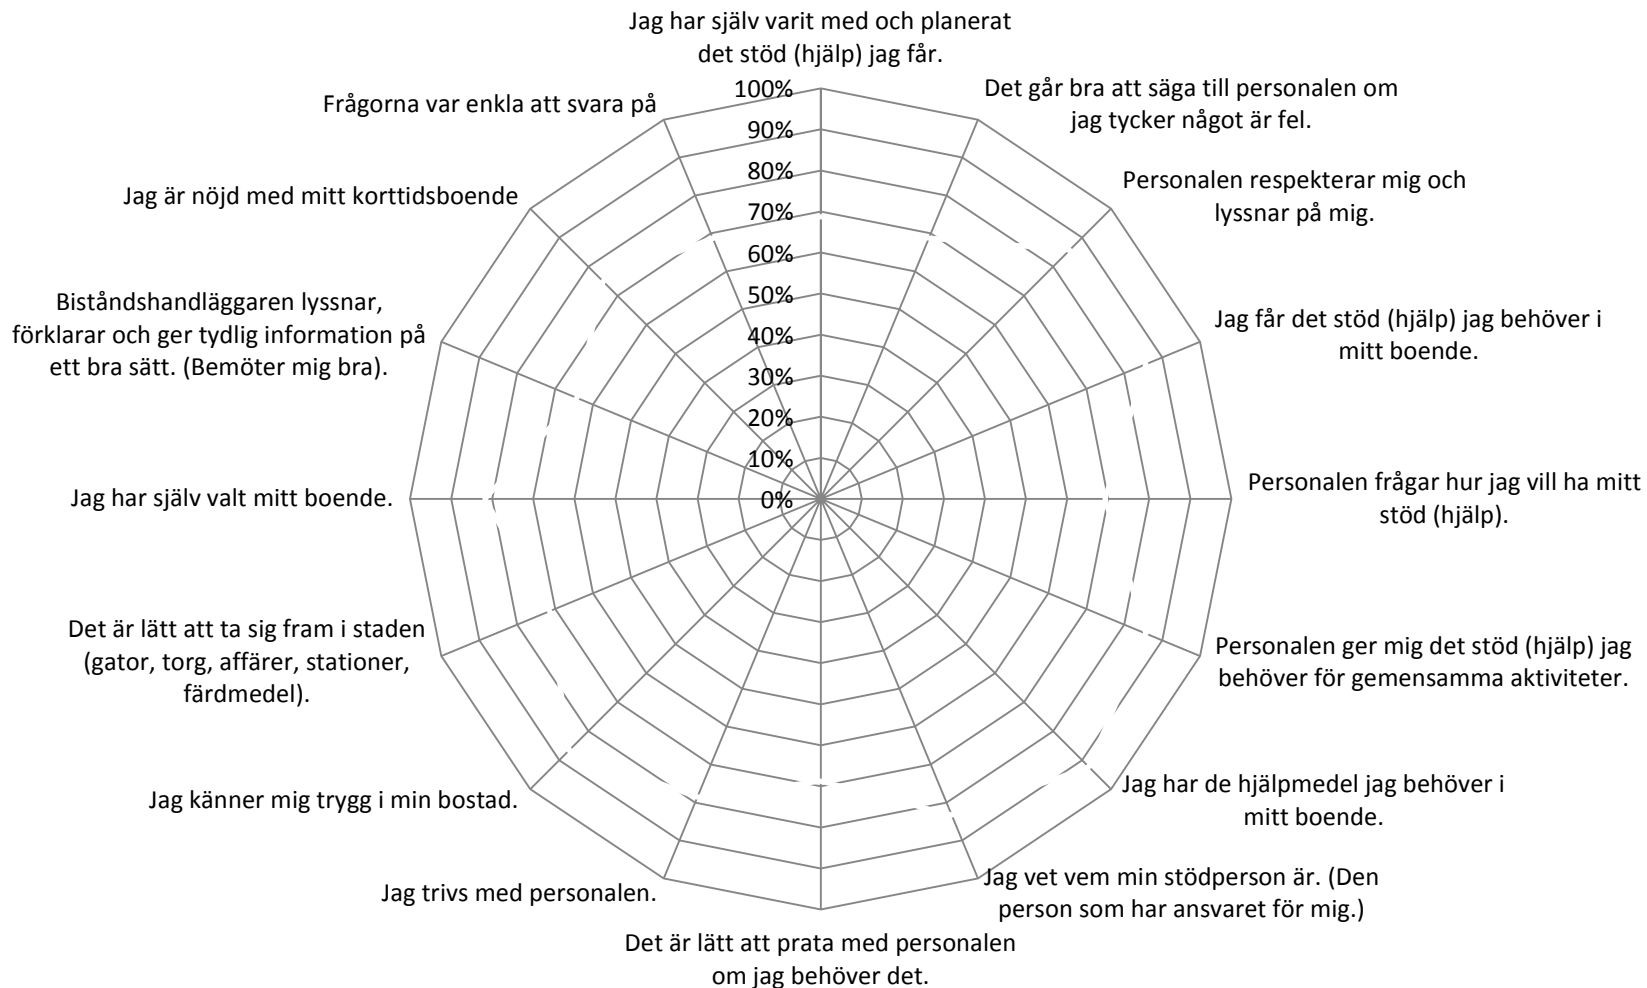 Jag har själv varit med och planerat
det stöd (hjälp) jag får.
Det går bra att säga till personalen om
jag tycker något är fel.
Personalen respekterar mig och
lyssnar på mig.
Jag får det stöd (hjälp) jag behöver i
mitt boende.
Personalen frågar hur jag vill ha mitt
stöd (hjälp).
Personalen ger mig det stöd (hjälp) jag
behöver för gemensamma aktiviteter.
Jag har de hjälpmedel jag behöver i
mitt boende.
Jag vet vem min stödperson är. (Den
person som har ansvaret för mig.)
Det är lätt att prata med personalen
om jag behöver det.
Jag trivs med personalen.
Jag känner mig trygg i min bostad.
Det är lätt att ta sig fram i staden
(gator, torg, affärer, stationer,
färdmedel).
Jag har själv valt mitt boende.
Biståndshandläggaren lyssnar,
förklarar och ger tydlig information på
ett bra sätt. (Bemöter mig bra).
Jag är nöjd med mitt korttidsboende
Frågorna var enkla att svara på
100%
90%
80%
70%
60%
50%
40%
30%
20%
10%
0%